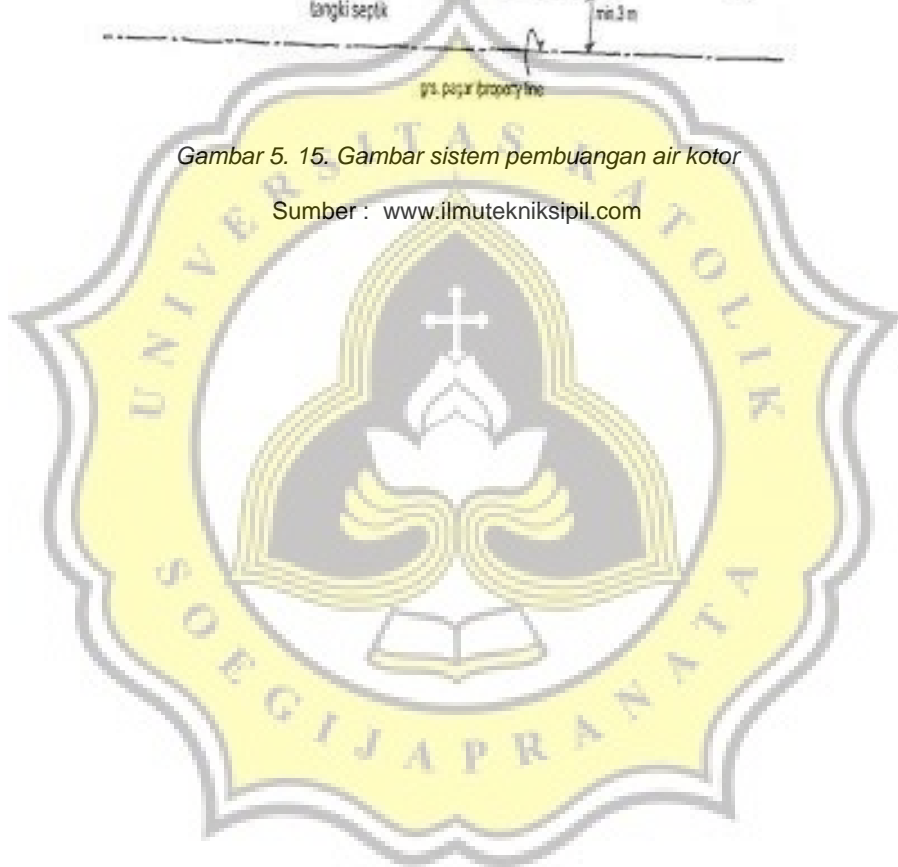 tangki septik
min.3 m
grs. pagar /property line
Gambar 5. 15. Gambar sistem pembuangan air kotor
Sumber : www.ilmutekniksipil.com
UNIVERSITAS KATOLIK
SOEGIJAPRANATA